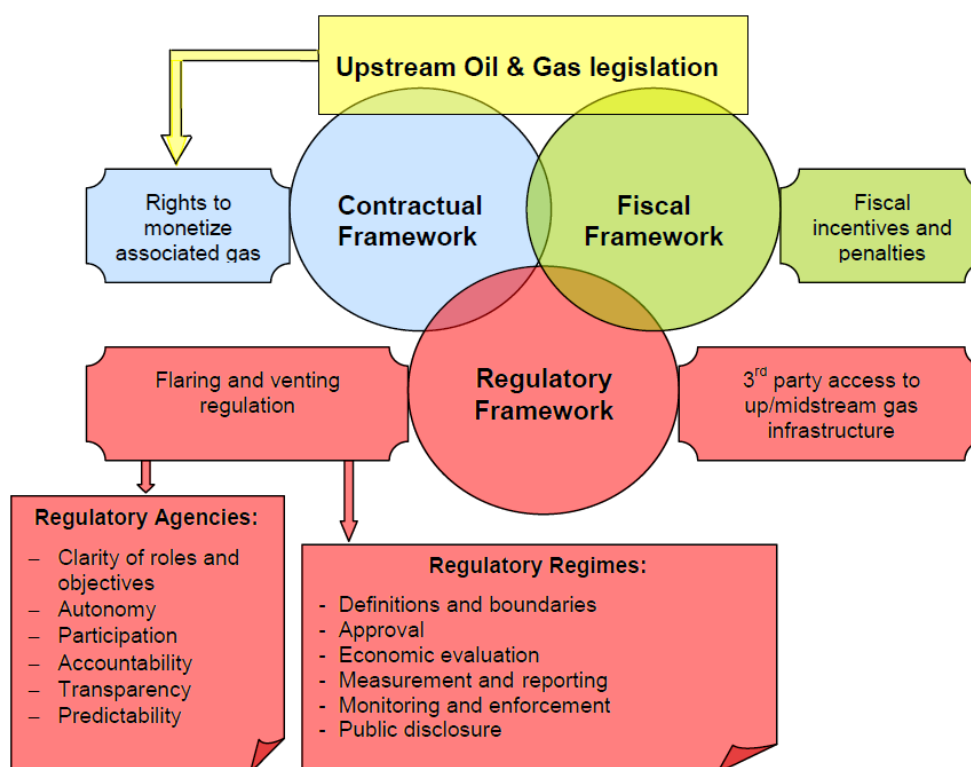 Upstream Oil & Gas legislation
Rights to
monetize
associated gas
Contractual
Framework
Fiscal
Framework
Fiscal
incentives and
penalties
Flaring and venting
regulation
Regulatory
Framework
3rd party access to
up/midstream gas
infrastructure
Regulatory Agencies:
– Clarity of roles and
objectives
– Autonomy
– Participation
– Accountability
– Transparency
– Predictability
Regulatory Regimes:
- Definitions and boundaries
- Approval
- Economic evaluation
- Measurement and reporting
- Monitoring and enforcement
- Public disclosure